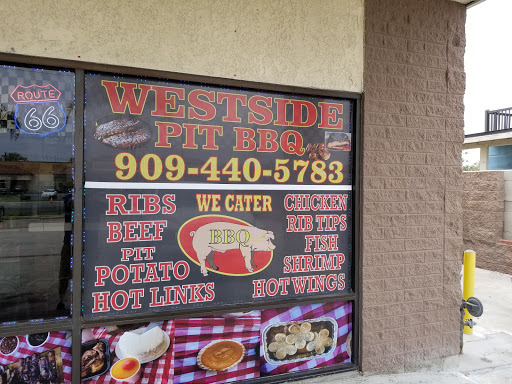 ROUTE
66
WESTSIDE
PIT BBQ
909-440-5783
RIBS
BEEF
PIT
POTATO
HOT LINKS
WE CATER
BBQ
CHICKEN
RIB TIPS
FISH
SHRIMP
HOT WINGS